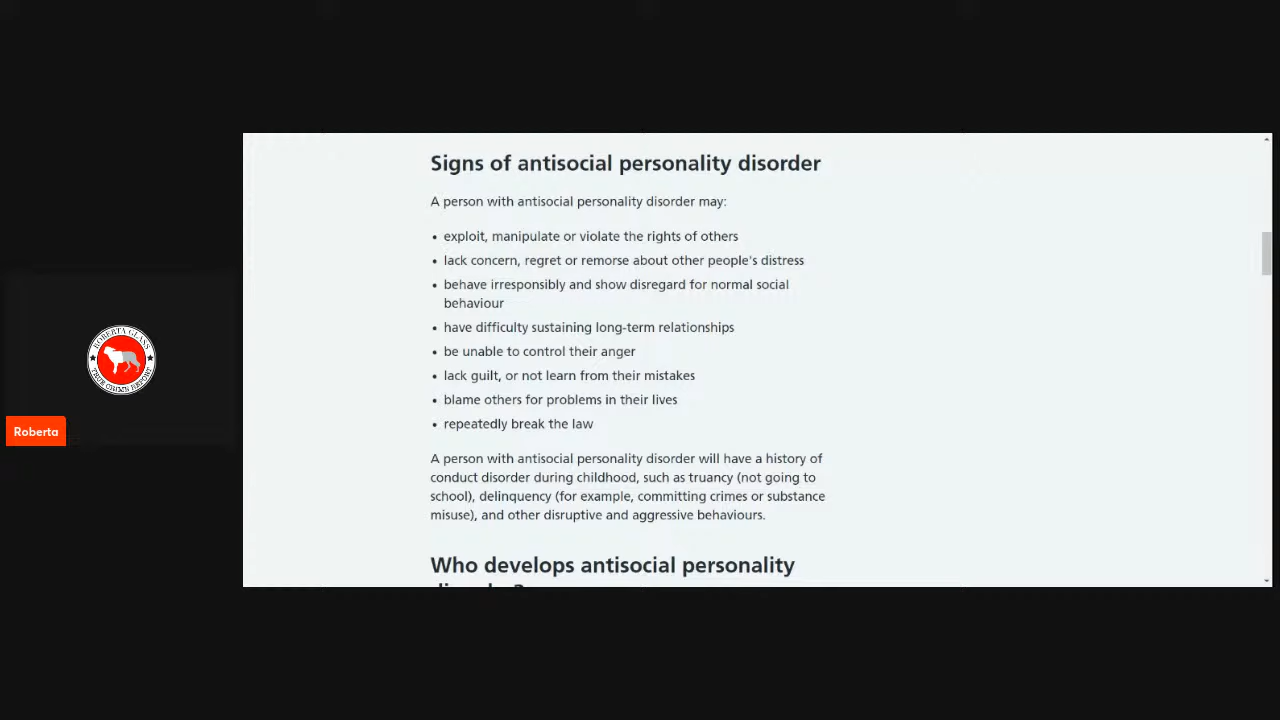 Signs of antisocial personality disorder
A person with antisocial personality disorder may:
• exploit, manipulate or violate the rights of others
• lack concern, regret or remorse about other people's distress
• behave irresponsibly and show disregard for normal social
behaviour
• have difficulty sustaining long-term relationships
• be unable to control their anger
• lack guilt, or not learn from their mistakes
• blame others for problems in their lives
• repeatedly break the law
A person with antisocial personality disorder will have a history of
conduct disorder during childhood, such as truancy (not going to
school), delinquency (for example, committing crimes or substance
misuse), and other disruptive and aggressive behaviours.
Who develops antisocial personality
ROBERTA GLASS
TRUE CRIME REPORT
Roberta